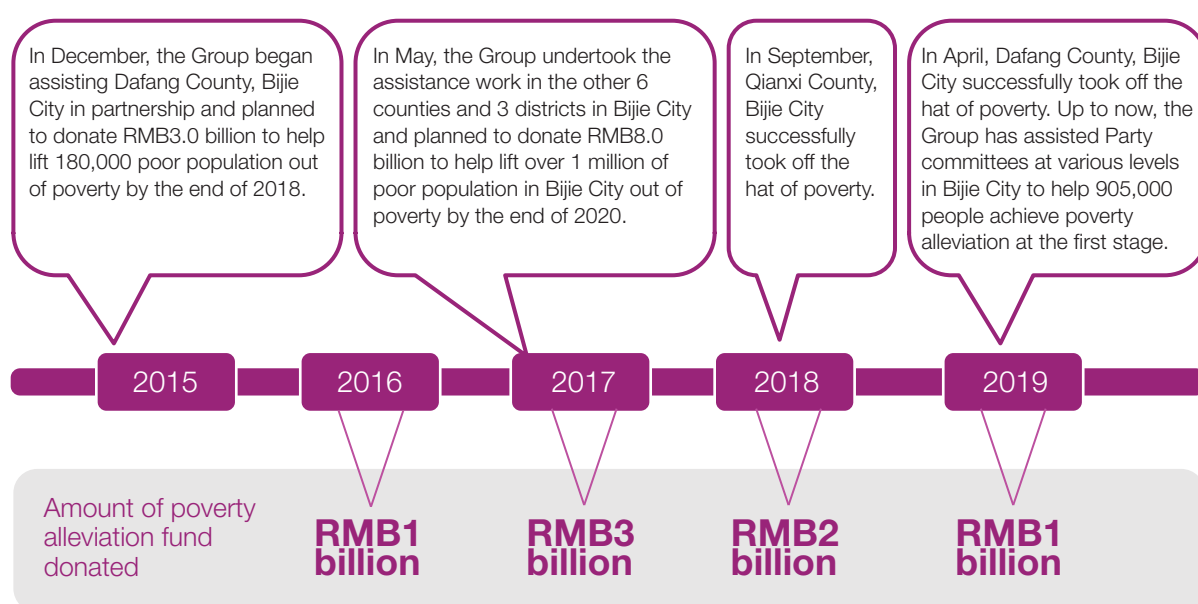 In December, the Group began
assisting Dafang County, Bijie
City in partnership and planned
to donate RMB3.0 billion to help
lift 180,000 poor population out
of poverty by the end of 2018.
In May, the Group undertook the
assistance work in the other 6
counties and 3 districts in Bijie City
and planned to donate RMB8.0
billion to help lift over 1 million of
poor population in Bijie City out of
poverty by the end of 2020.
In September,
Qianxi County,
Bijie City
successfully
took off the
hat of poverty.
In April, Dafang County, Bijie
City successfully took off the
hat of poverty. Up to now, the
Group has assisted Party
committees at various levels
in Bijie City to help 905,000
people achieve poverty
alleviation at the first stage.
2015
2016
2017
2018
2019
Amount of poverty
alleviation fund
donated
RMB1
billion
RMB3
billion
RMB2
billion
RMB1
billion